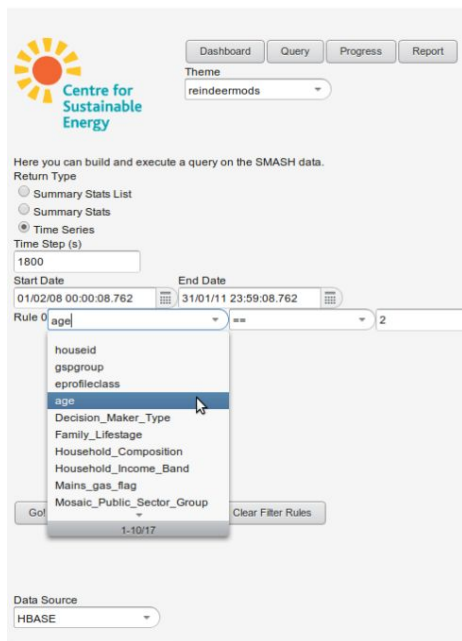 Dashboard Query Progress Report
Theme
reindeermods
Centre for
Sustainable
Energy
Here you can build and execute a query on the SMASH data.
Return Type
Summary Stats List
Summary Stats
Time Series
Time Step (s)
1800
Start Date End Date
01/02/08 00:00:08.762 31/01/11 23:59:08.762
Rule 0 age == 2
houseid
gspgroup
eprofileclass
age
Decision_Maker_Type
Family_Lifestage
Household_Composition
Household_Income_Band
Mains_gas_flag
Mosaic_Public_Sector_Group
Go! Clear Filter Rules
1-10/17
Data Source
HBASE